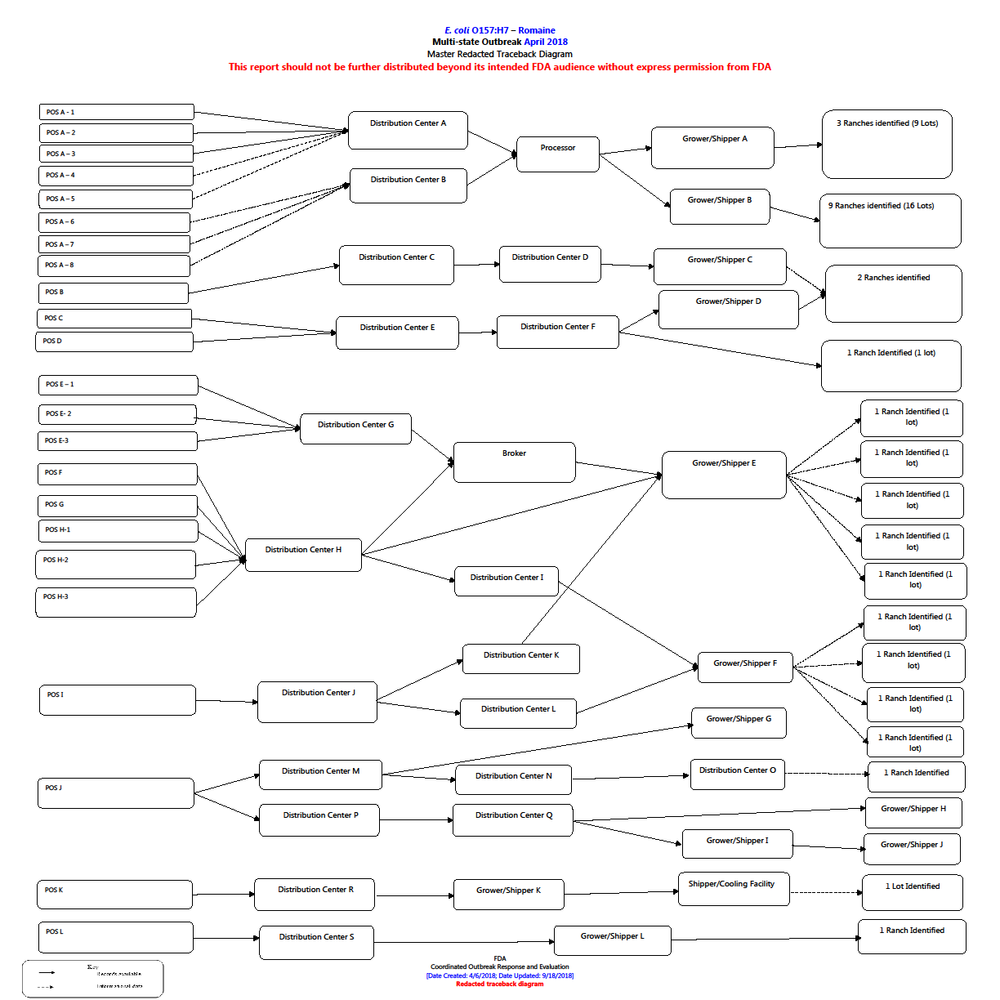 E. coli O157:H7 – Romaine
Multi-state Outbreak April 2018
Master Redacted Traceback Diagram
This report should not be further distributed beyond its intended FDA audience without express permission from FDA
POS A - 1
POS A – 2
POS A – 3
POS A – 4
POS A – 5
POS A – 6
POS A – 7
POS A – 8
POS B
POS C
POS D
Distribution Center A
Distribution Center B
Processor
Grower/Shipper A
Grower/Shipper B
3 Ranches identified (9 Lots)
9 Ranches identified (16 Lots)
Distribution Center C
Distribution Center D
Grower/Shipper C
Grower/Shipper D
2 Ranches identified
Distribution Center E
Distribution Center F
1 Ranch Identified (1 lot)
POS E – 1
POS E- 2
POS E-3
POS F
POS G
POS H-1
POS H-2
POS H-3
Distribution Center G
Distribution Center H
Broker
Distribution Center I
Grower/Shipper E
1 Ranch Identified (1
lot)
1 Ranch Identified (1
lot)
1 Ranch Identified (1
lot)
1 Ranch Identified (1
lot)
1 Ranch Identified (1
lot)
POS I
Distribution Center J
Distribution Center K
Distribution Center L
Grower/Shipper F
1 Ranch Identified (1
lot)
1 Ranch Identified (1
lot)
1 Ranch Identified (1
lot)
1 Ranch Identified (1
lot)
Grower/Shipper G
POS J
Distribution Center M
Distribution Center N
Distribution Center O
1 Ranch Identified
Distribution Center P
Distribution Center Q
Grower/Shipper H
Grower/Shipper I
Grower/Shipper J
POS K
Distribution Center R
Grower/Shipper K
Shipper/Cooling Facility
1 Lot Identified
POS L
Distribution Center S
Grower/Shipper L
1 Ranch Identified
Key
Records available
Informational data
FDA
Coordinated Outbreak Response and Evaluation
[Date Created: 4/6/2018; Date Updated: 9/18/2018]
Redacted traceback diagram